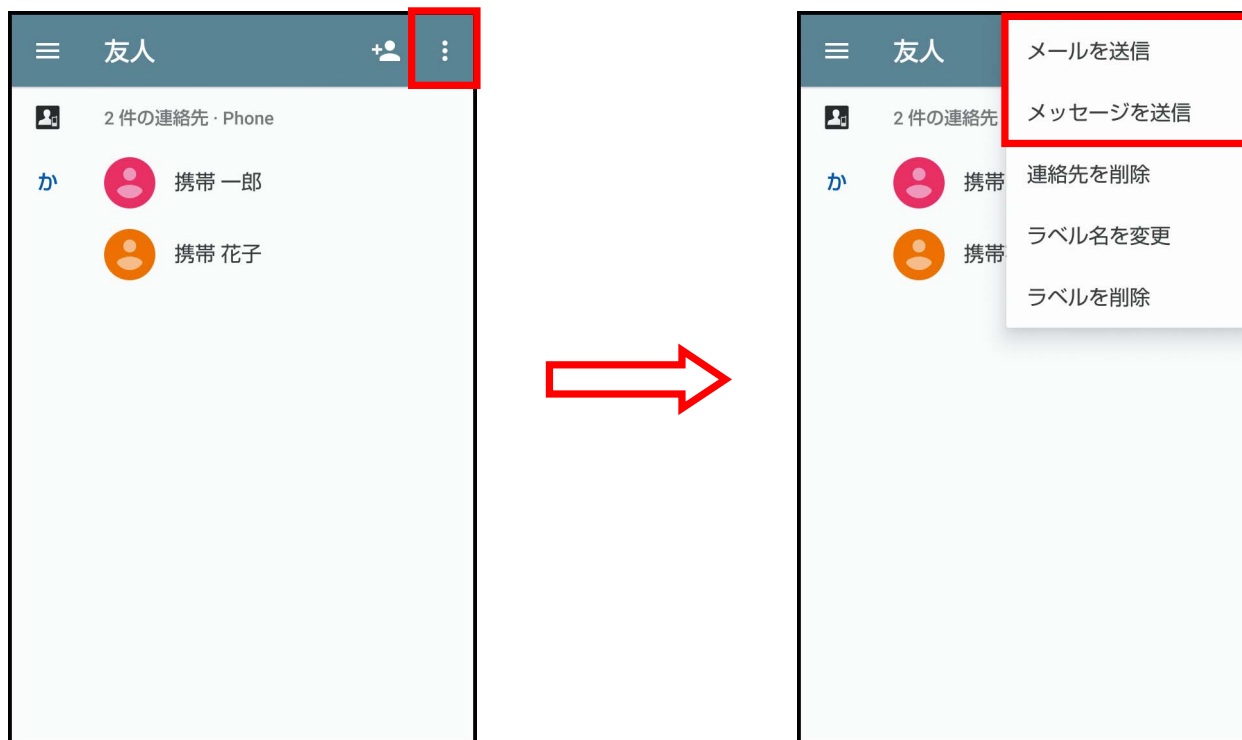 友人
2 件の連絡先 · Phone
か
携帯 一郎
携帯 花子
友人
2 件の連絡先
か
携帯
携帯
メールを送信
メッセージを送信
連絡先を削除
ラベル名を変更
ラベルを削除